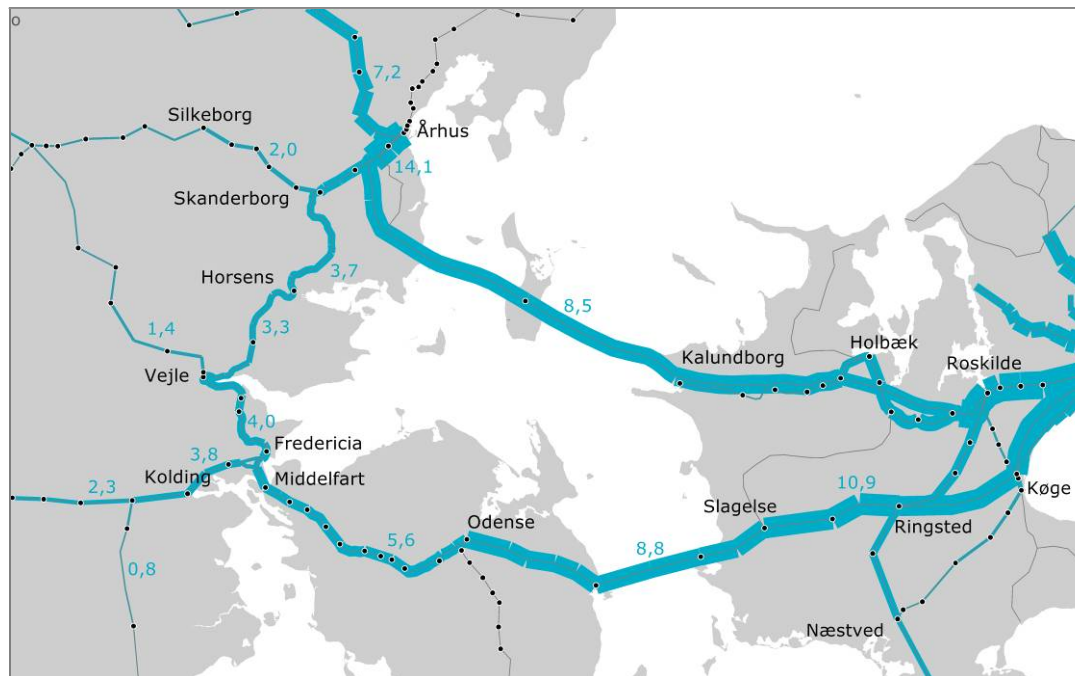 o
7,2
Århus
Silkeborg
2,0
14,1
Skanderborg
Horsens
3,7
8,5
3,3
1,4
Kalundborg
Holbæk
Roskilde
Vejle
4,0
Fredericia
3,8
Kolding
Middelfart
2,3
10,9
Køge
Slagelse
Ringsted
Odense
5,6
8,8
0,8
Næstved